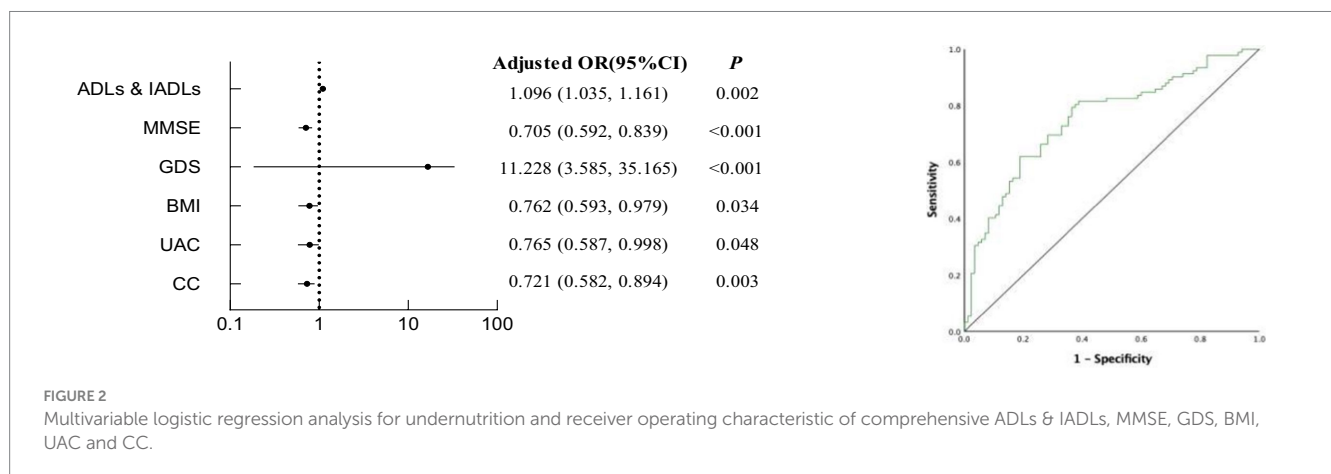 Adjusted OR(95%CI) P
ADLs & IADLs 1.096 (1.035, 1.161) 0.002
MMSE 0.705 (0.592, 0.839) <0.001
GDS 11.228 (3.585, 35.165) <0.001
BMI 0.762 (0.593, 0.979) 0.034
UAC 0.765 (0.587, 0.998) 0.048
CC 0.721 (0.582, 0.894) 0.003
0.1 1 10 100
1.0
0.8
0.6
0.4
0.2
0.0
Sensitivity
0.0 0.2 0.4 0.6 0.8 1.0
1 - Specificity
FIGURE 2
Multivariable logistic regression analysis for undernutrition and receiver operating characteristic of comprehensive ADLs & IADLs, MMSE, GDS, BMI,
UAC and CC.